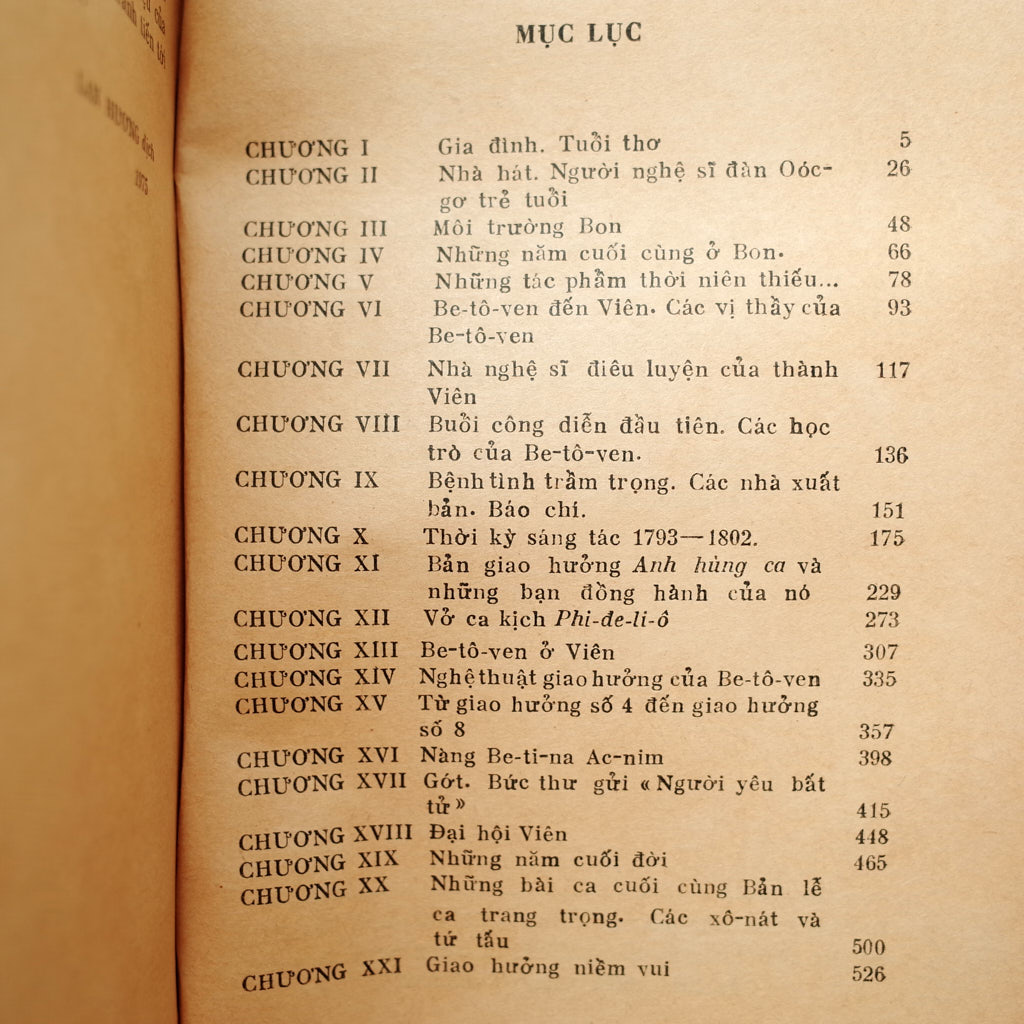 ủa
tiến tới
HƯƠNG dịch
1975
MỤC LỤC
CHƯƠNG I Gia đình. Tuổi thơ 5
CHƯƠNG II Nhà hát. Người nghệ sĩ đàn Oóc- 26
gơ trẻ tuổi
CHƯƠNG III Môi trường Bon 48
CHƯƠNG IV Những năm cuối cùng ở Bon. 66
CHƯƠNG V Những tác phẩm thời niên thiếu... 78
CHƯƠNG VI Be-tô-ven đến Viên. Các vị thầy của 93
Be-tô-ven
CHƯƠNG VII Nhà nghệ sĩ điêu luyện của thành 117
Viên
CHƯƠNG VIII Buổi công diễn đầu tiên. Các học
trò của Be-tô-ven. 136
CHƯƠNG IX Bệnh tình trầm trọng. Các nhà xuất
bản. Báo chí. 151
CHƯƠNG X Thời kỳ sáng tác 1793—1802. 175
CHƯƠNG XI Bản giao hưởng Anh hùng ca và
những bạn đồng hành của nó 229
CHƯƠNG XII Vở ca kịch Phi-đe-li-ô 273
CHƯƠNG XIII Be-tô-ven ở Viên 307
CHƯƠNG XIV Nghệ thuật giao hưởng của Be-tô-ven 335
CHƯƠNG XV Từ giao hưởng số 4 đến giao hưởng
số 8 357
CHƯƠNG XVI Nàng Be-ti-na Ac-nim 398
CHƯƠNG XVII Gớt. Bức thư gửi « Người yêu bất
tử » 415
CHƯƠNG XVIII Đại hội Viên 448
CHƯƠNG XIX Những năm cuối đời 465
CHƯƠNG XX Những bài ca cuối cùng Bản lễ
ca trang trọng. Các xô-nát và
tứ tấu 500
CHƯƠNG XXI Giao hưởng niềm vui 526